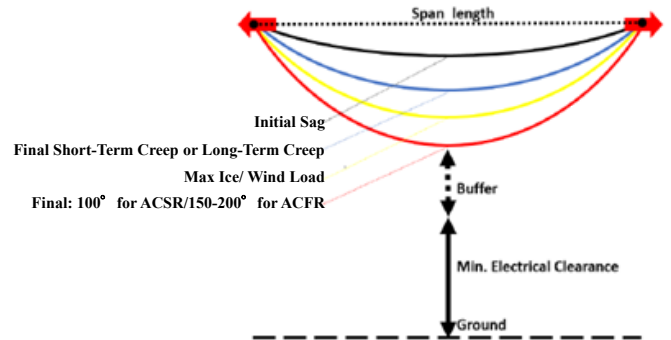 Span length
Initial Sag
Final Short-Term Creep or Long-Term Creep
Max Ice/ Wind Load
Final: 100° for ACSR/150-200° for ACFR
Buffer
Min. Electrical Clearance
Ground